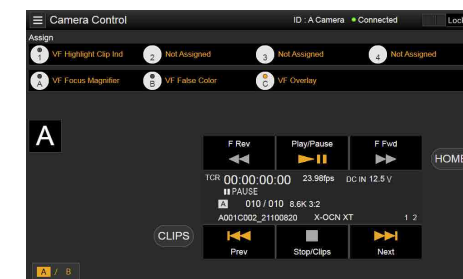 Camera Control ID : A Camera Connected Lock
Assign
1 VF Highlight Clip Ind 2 Not Assigned 3 Not Assigned 4 Not Assigned
A VF Focus Magnifier B VF False Color C VF Overlay
A
F Rev Play/Pause F Fwd
HOME
TCR 00:00:00:00 23.98fps DC IN 12.5 V
PAUSE
A 010 / 010 8.6K 3:2
A001C002_21100820 X-OCN XT 1 2
CLIPS
Prev Stop/Clips Next
A / B